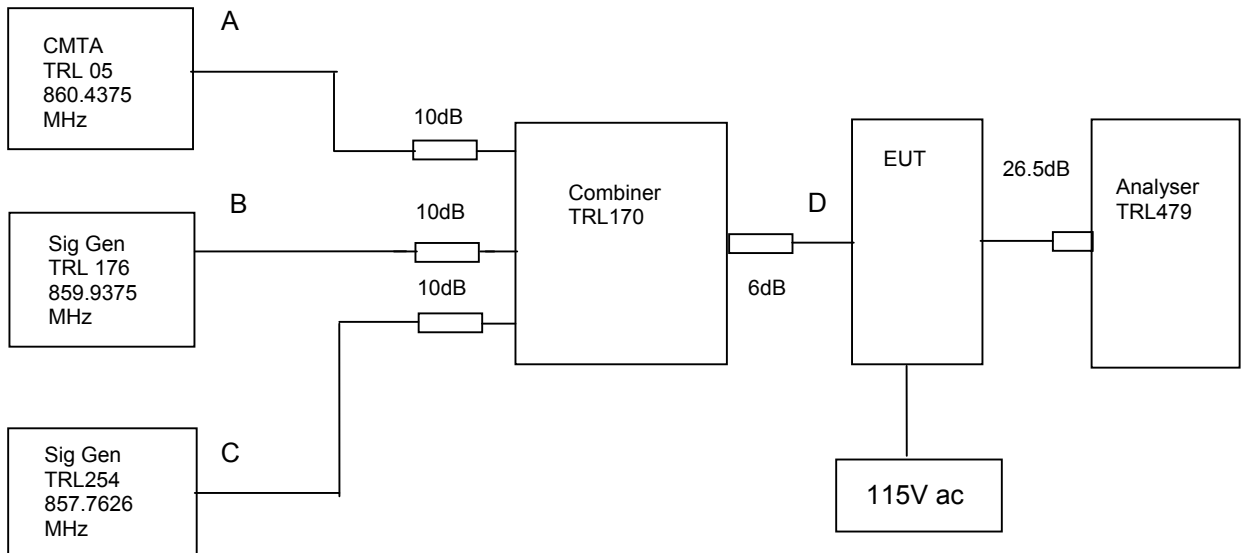 A
CMTA
TRL 05
860.4375
MHz
10dB
B
Sig Gen
TRL 176
859.9375
MHz
10dB
10dB
C
Sig Gen
TRL254
857.7626
MHz
Combiner
TRL170
D
6dB
EUT
26.5dB
Analyser
TRL479
115V ac